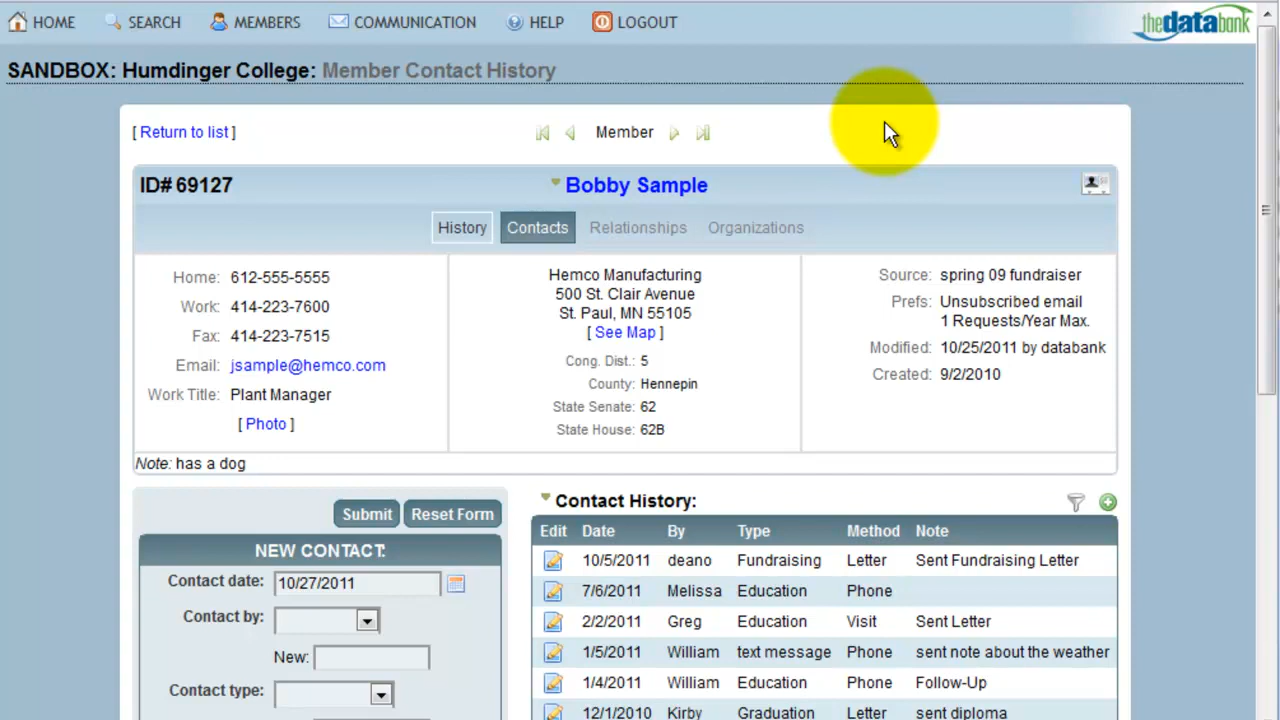 HOME SEARCH MEMBERS COMMUNICATION HELP LOGOUT thedatabank
SANDBOX: Humdinger College: Member Contact History
[ Return to list ] Member
ID# 69127 Bobby Sample
History Contacts Relationships Organizations
Home: 612-555-5555
Work: 414-223-7600
Fax: 414-223-7515
Email: jsample@hemco.com
Work Title: Plant Manager
[ Photo ]
Hemco Manufacturing
500 St. Clair Avenue
St. Paul, MN 55105
[ See Map ]
Cong. Dist.: 5
County: Hennepin
State Senate: 62
State House: 62B
Source: spring 09 fundraiser
Prefs: Unsubscribed email
1 Requests/Year Max.
Modified: 10/25/2011 by databank
Created: 9/2/2010
Note: has a dog
Submit Reset Form
NEW CONTACT:
Contact date: 10/27/2011
Contact by:
New:
Contact type:
Contact History:
Edit Date By Type Method Note
10/5/2011 deano Fundraising Letter Sent Fundraising Letter
7/6/2011 Melissa Education Phone
2/2/2011 Greg Education Visit Sent Letter
1/5/2011 William text message Phone sent note about the weather
1/4/2011 William Education Phone Follow-Up
12/1/2010 Kirby Graduation Letter sent diploma